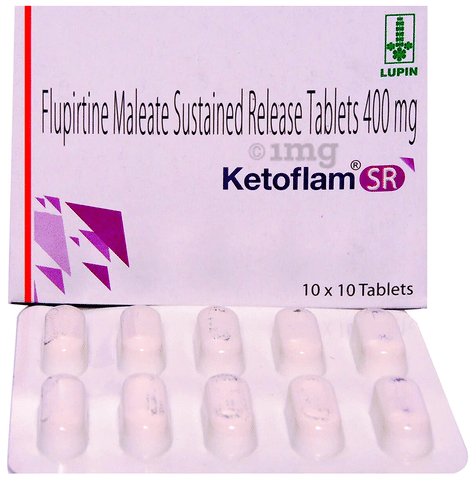 LUPIN
Flupirtine Maleate Sustained Release Tablets 400 mg
©1mg
Ketoflam® SR
10 x 10 Tablets